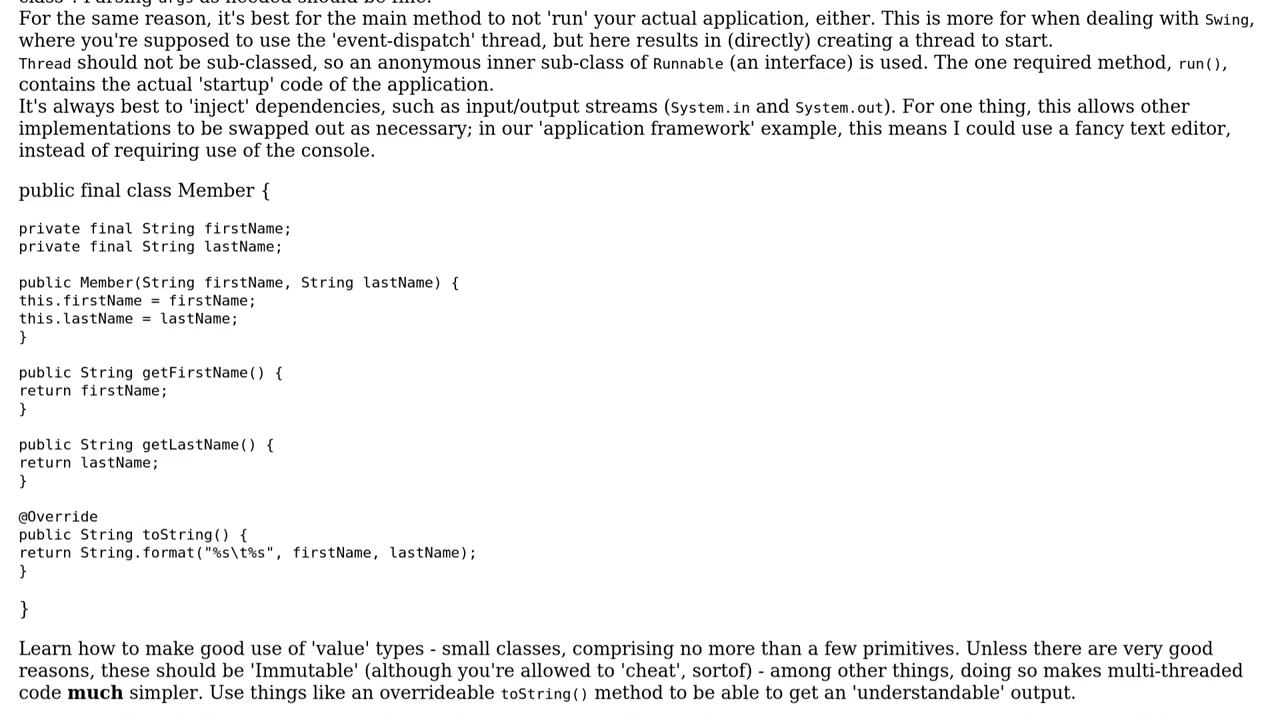 class'. Parsing args as needed should be fine.
For the same reason, it's best for the main method to not 'run' your actual application, either. This is more for when dealing with Swing,
where you're supposed to use the 'event-dispatch' thread, but here results in (directly) creating a thread to start.
Thread should not be sub-classed, so an anonymous inner sub-class of Runnable (an interface) is used. The one required method, run(),
contains the actual 'startup' code of the application.
It's always best to 'inject' dependencies, such as input/output streams (System.in and System.out). For one thing, this allows other
implementations to be swapped out as necessary; in our 'application framework' example, this means I could use a fancy text editor,
instead of requiring use of the console.
public final class Member {
private final String firstName;
private final String lastName;
public Member(String firstName, String lastName) {
this.firstName = firstName;
this.lastName = lastName;
}
public String getFirstName() {
return firstName;
}
public String getLastName() {
return lastName;
}
@Override
public String toString() {
return String.format("%s\t%s", firstName, lastName);
}
}
Learn how to make good use of 'value' types - small classes, comprising no more than a few primitives. Unless there are very good
reasons, these should be 'Immutable' (although you're allowed to 'cheat', sortof) - among other things, doing so makes multi-threaded
code much simpler. Use things like an overrideable toString() method to be able to get an 'understandable' output.